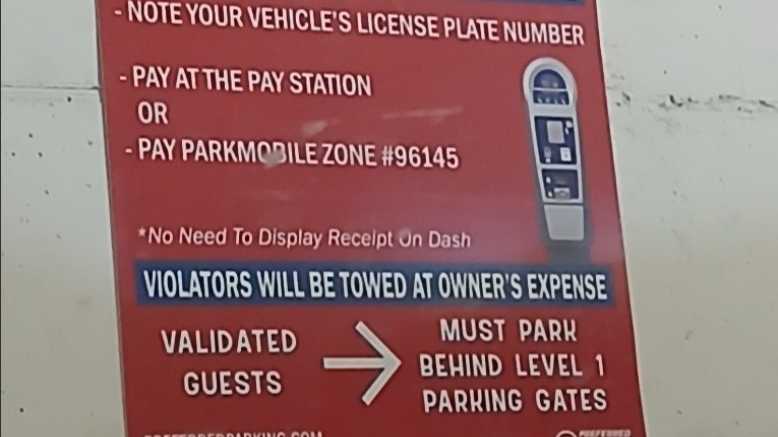 - NOTE YOUR VEHICLE'S LICENSE PLATE NUMBER
- PAY AT THE PAY STATION
OR
- PAY PARKMOBILE ZONE #96145
*No Need To Display Receipt On Dash
VIOLATORS WILL BE TOWED AT OWNER'S EXPENSE
VALIDATED
GUESTS
MUST PARK
BEHIND LEVEL 1
PARKING GATES
PREFERRED